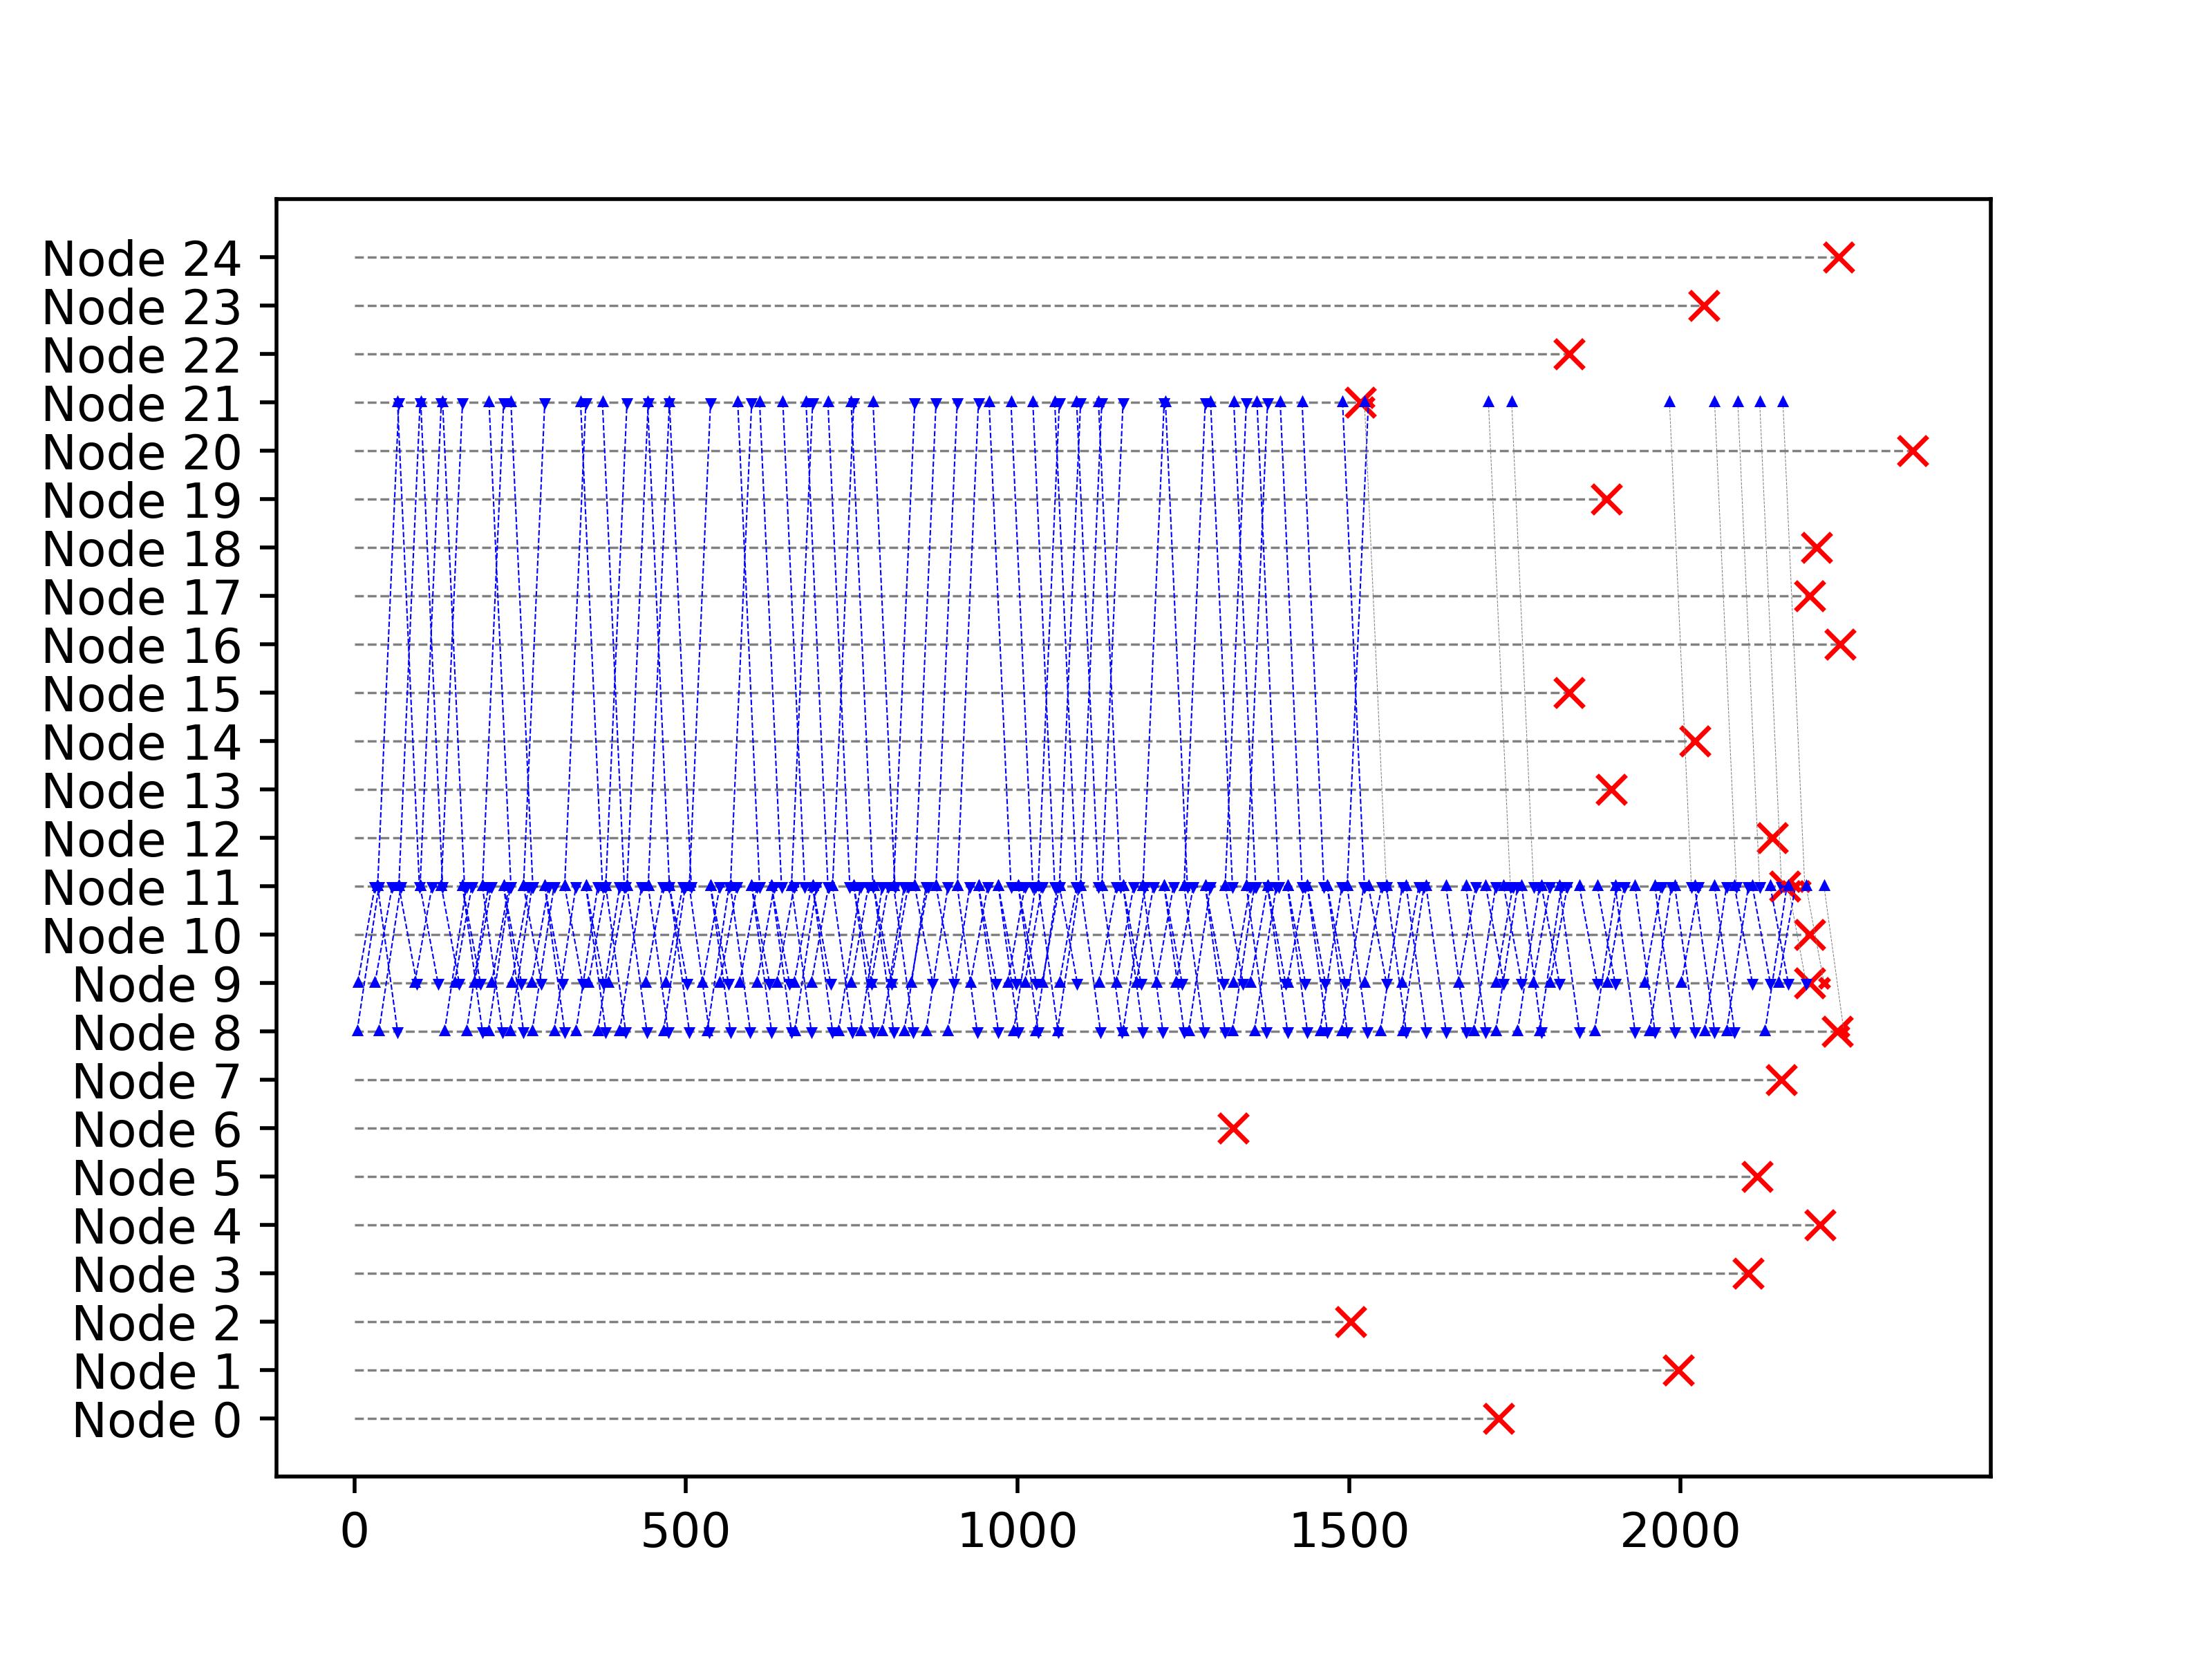 Node 24
Node 23
Node 22
Node 21
Node 20
Node 19
Node 18
Node 17
Node 16
Node 15
Node 14
Node 13
Node 12
Node 11
Node 10
Node 9
Node 8
Node 7
Node 6
Node 5
Node 4
Node 3
Node 2
Node 1
Node 0
0 500 1000 1500 2000